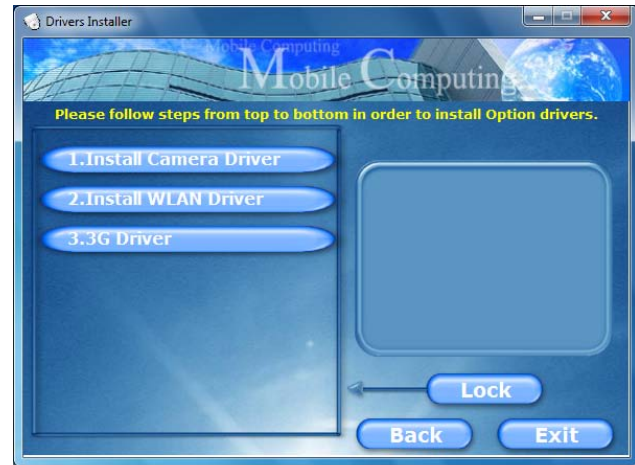 Drivers Installer
Mobile Computing
Mobile Computing
Please follow steps from top to bottom in order to install Option drivers.
1.Install Camera Driver
2.Install WLAN Driver
3.3G Driver
Lock
Back
Exit